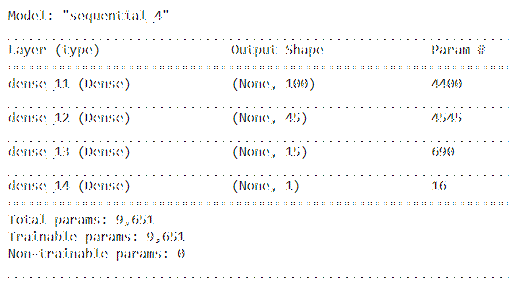 Model: "sequential_4"
Layer (type) Output Shape Param #
dense_11 (Dense) (None, 100) 4400
dense_12 (Dense) (None, 45) 4545
dense_13 (Dense) (None, 15) 690
dense_14 (Dense) (None, 1) 16
Total params: 9,651
Trainable params: 9,651
Non-trainable params: 0